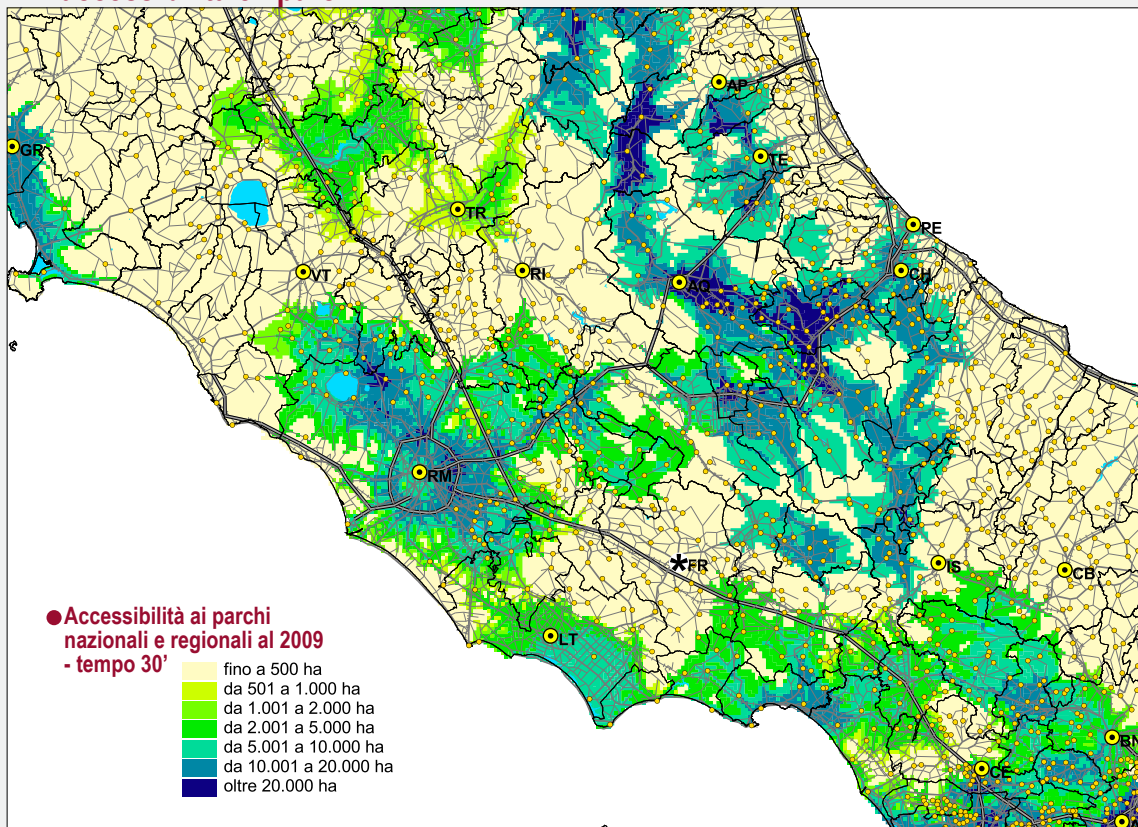 AP
GR
TE
TR
PE
VT
RI
CH
AQ
RM
*FR
IS
CB
● Accessibilità ai parchi
nazionali e regionali al 2009
- tempo 30’
LT
fino a 500 ha
da 501 a 1.000 ha
da 1.001 a 2.000 ha
da 2.001 a 5.000 ha
da 5.001 a 10.000 ha
da 10.001 a 20.000 ha
oltre 20.000 ha
BN
CE